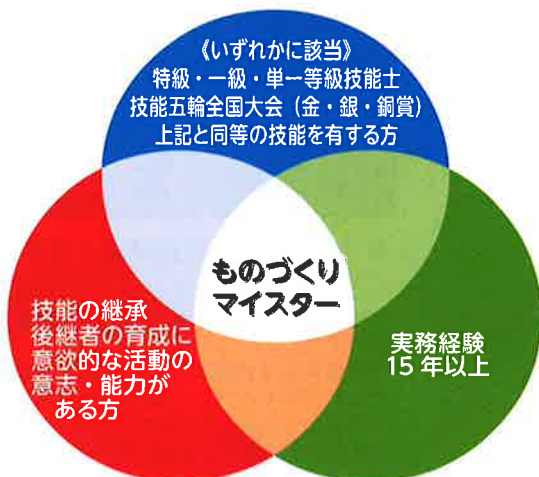 《いずれかに該当》
特級・一級・単一等級技能士
技能五輪全国大会（金・銀・銅賞）
上記と同等の技能を有する方
ものづくり
マイスター
技能の継承
後継者の育成に
意欲的な活動の
意志・能力が
ある方
実務経験
15年以上